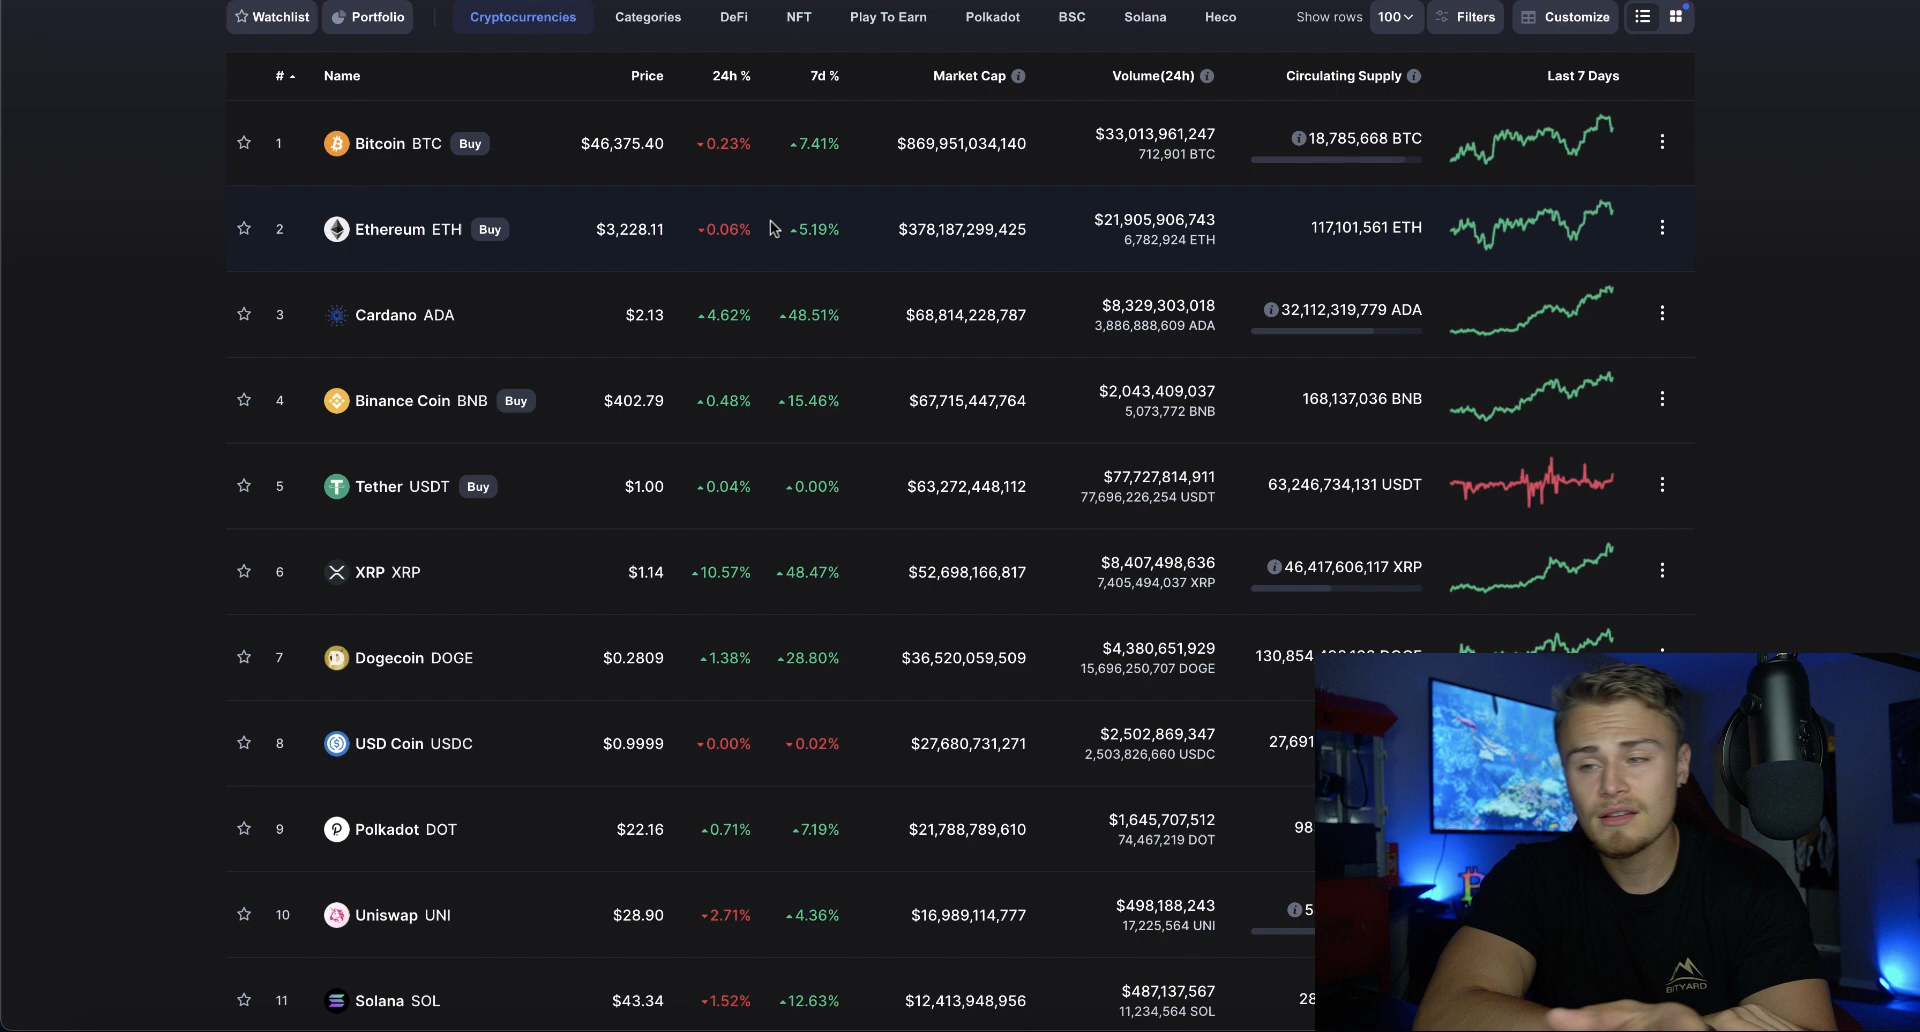 Watchlist Portfolio Cryptocurrencies Categories DeFi NFT Play To Earn Polkadot BSC Solana Heco Show rows 100 Filters Customize
# Name Price 24h % 7d % Market Cap Volume(24h) Circulating Supply Last 7 Days
1 Bitcoin BTC Buy $46,375.40 0.23% 7.41% $869,951,034,140 $33,013,961,247 18,785,668 BTC
712,901 BTC
2 Ethereum ETH Buy $3,228.11 0.06% 5.19% $378,187,299,425 $21,905,906,743 117,101,561 ETH
6,782,924 ETH
3 Cardano ADA $2.13 4.62% 48.51% $68,814,228,787 $8,329,303,018 32,112,319,779 ADA
3,886,888,609 ADA
4 Binance Coin BNB Buy $402.79 0.48% 15.46% $67,715,447,764 $2,043,409,037 168,137,036 BNB
5,073,772 BNB
5 Tether USDT Buy $1.00 0.04% 0.00% $63,272,448,112 $77,727,814,911 63,246,734,131 USDT
77,696,226,254 USDT
6 XRP XRP $1.14 10.57% 48.47% $52,698,166,817 $8,407,498,636 46,417,606,117 XRP
7,405,494,037 XRP
7 Dogecoin DOGE $0.2809 1.38% 28.80% $36,520,059,509 $4,380,651,929 130,854
15,696,250,707 DOGE
8 USD Coin USDC $0.9999 0.00% 0.02% $27,680,731,271 $2,502,869,347 27,691
2,503,826,660 USDC
9 Polkadot DOT $22.16 0.71% 7.19% $21,788,789,610 $1,645,707,512 98
74,467,219 DOT
10 Uniswap UNI $28.90 2.71% 4.36% $16,989,114,777 $498,188,243 5
17,225,564 UNI
11 Solana SOL $43.34 1.52% 12.63% $12,413,948,956 $487,137,567 28
11,234,564 SOL
BITYARD